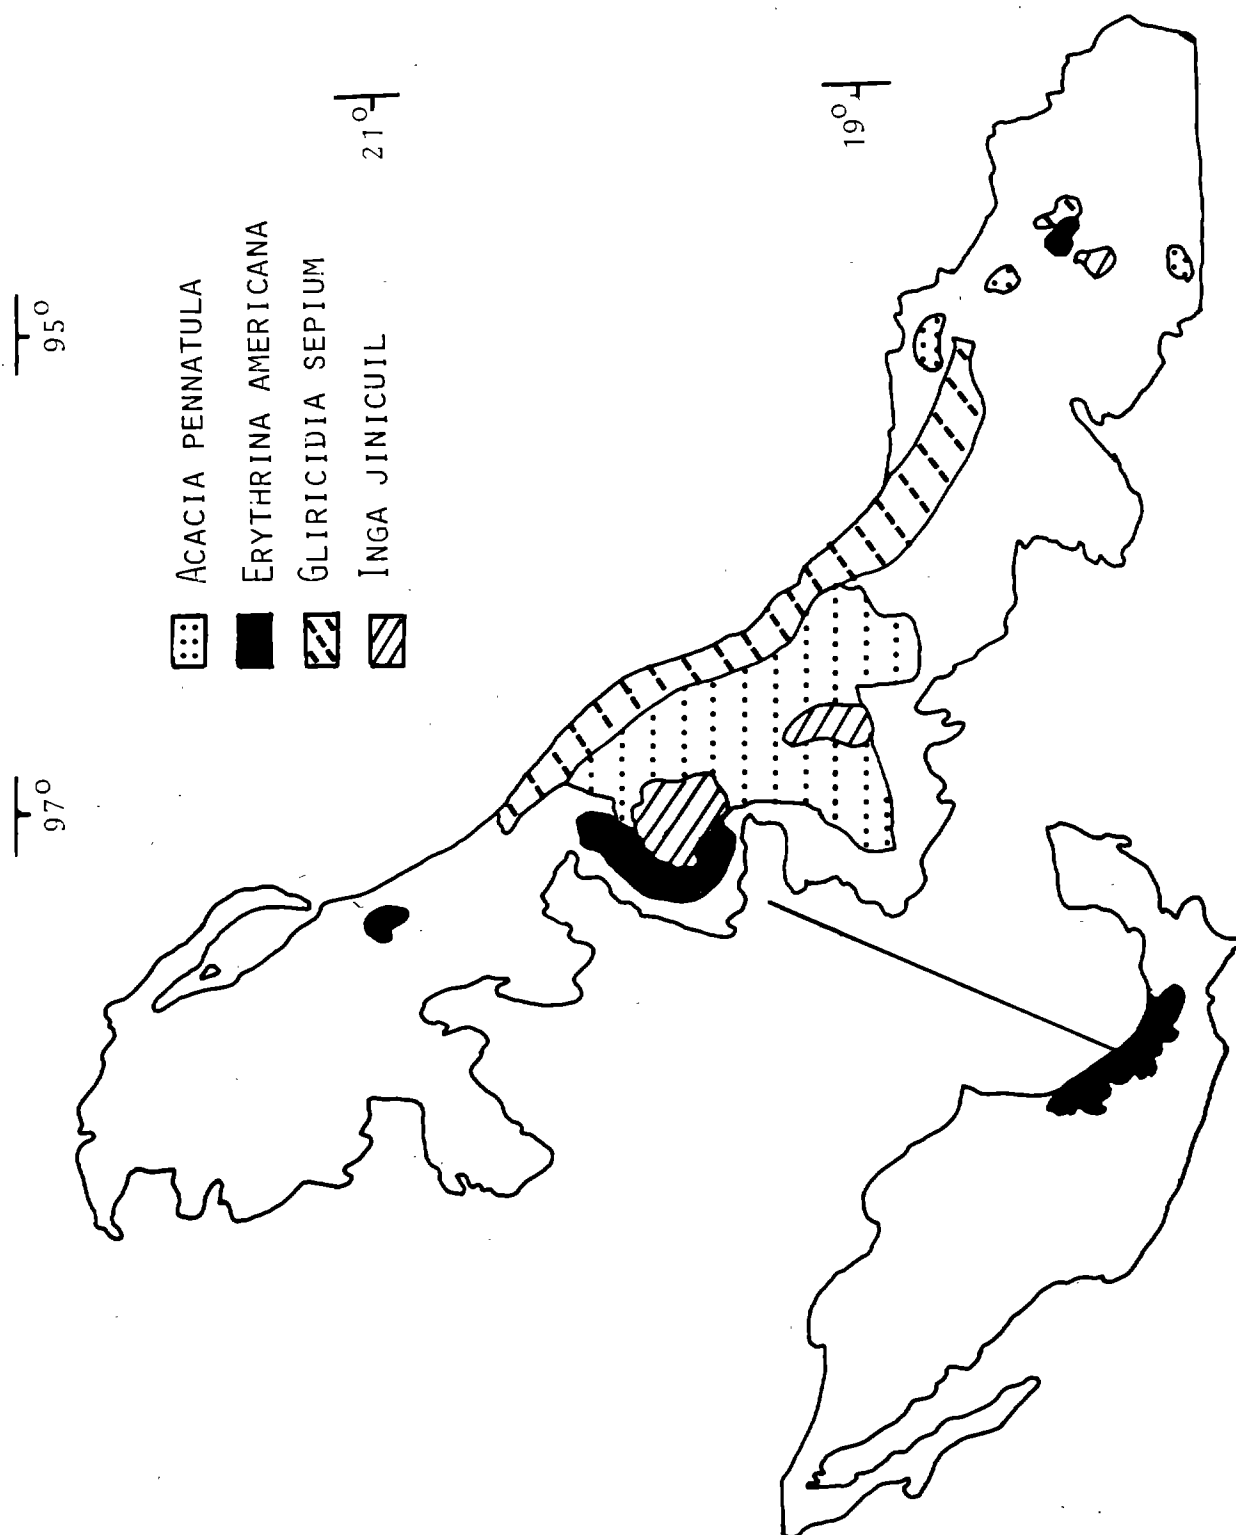 97° 95°
ACACIA PENNATULA
ERYTHRINA AMERICANA
GLIRICIDIA SEPIUM
INGA JINICUIL
21°
19°